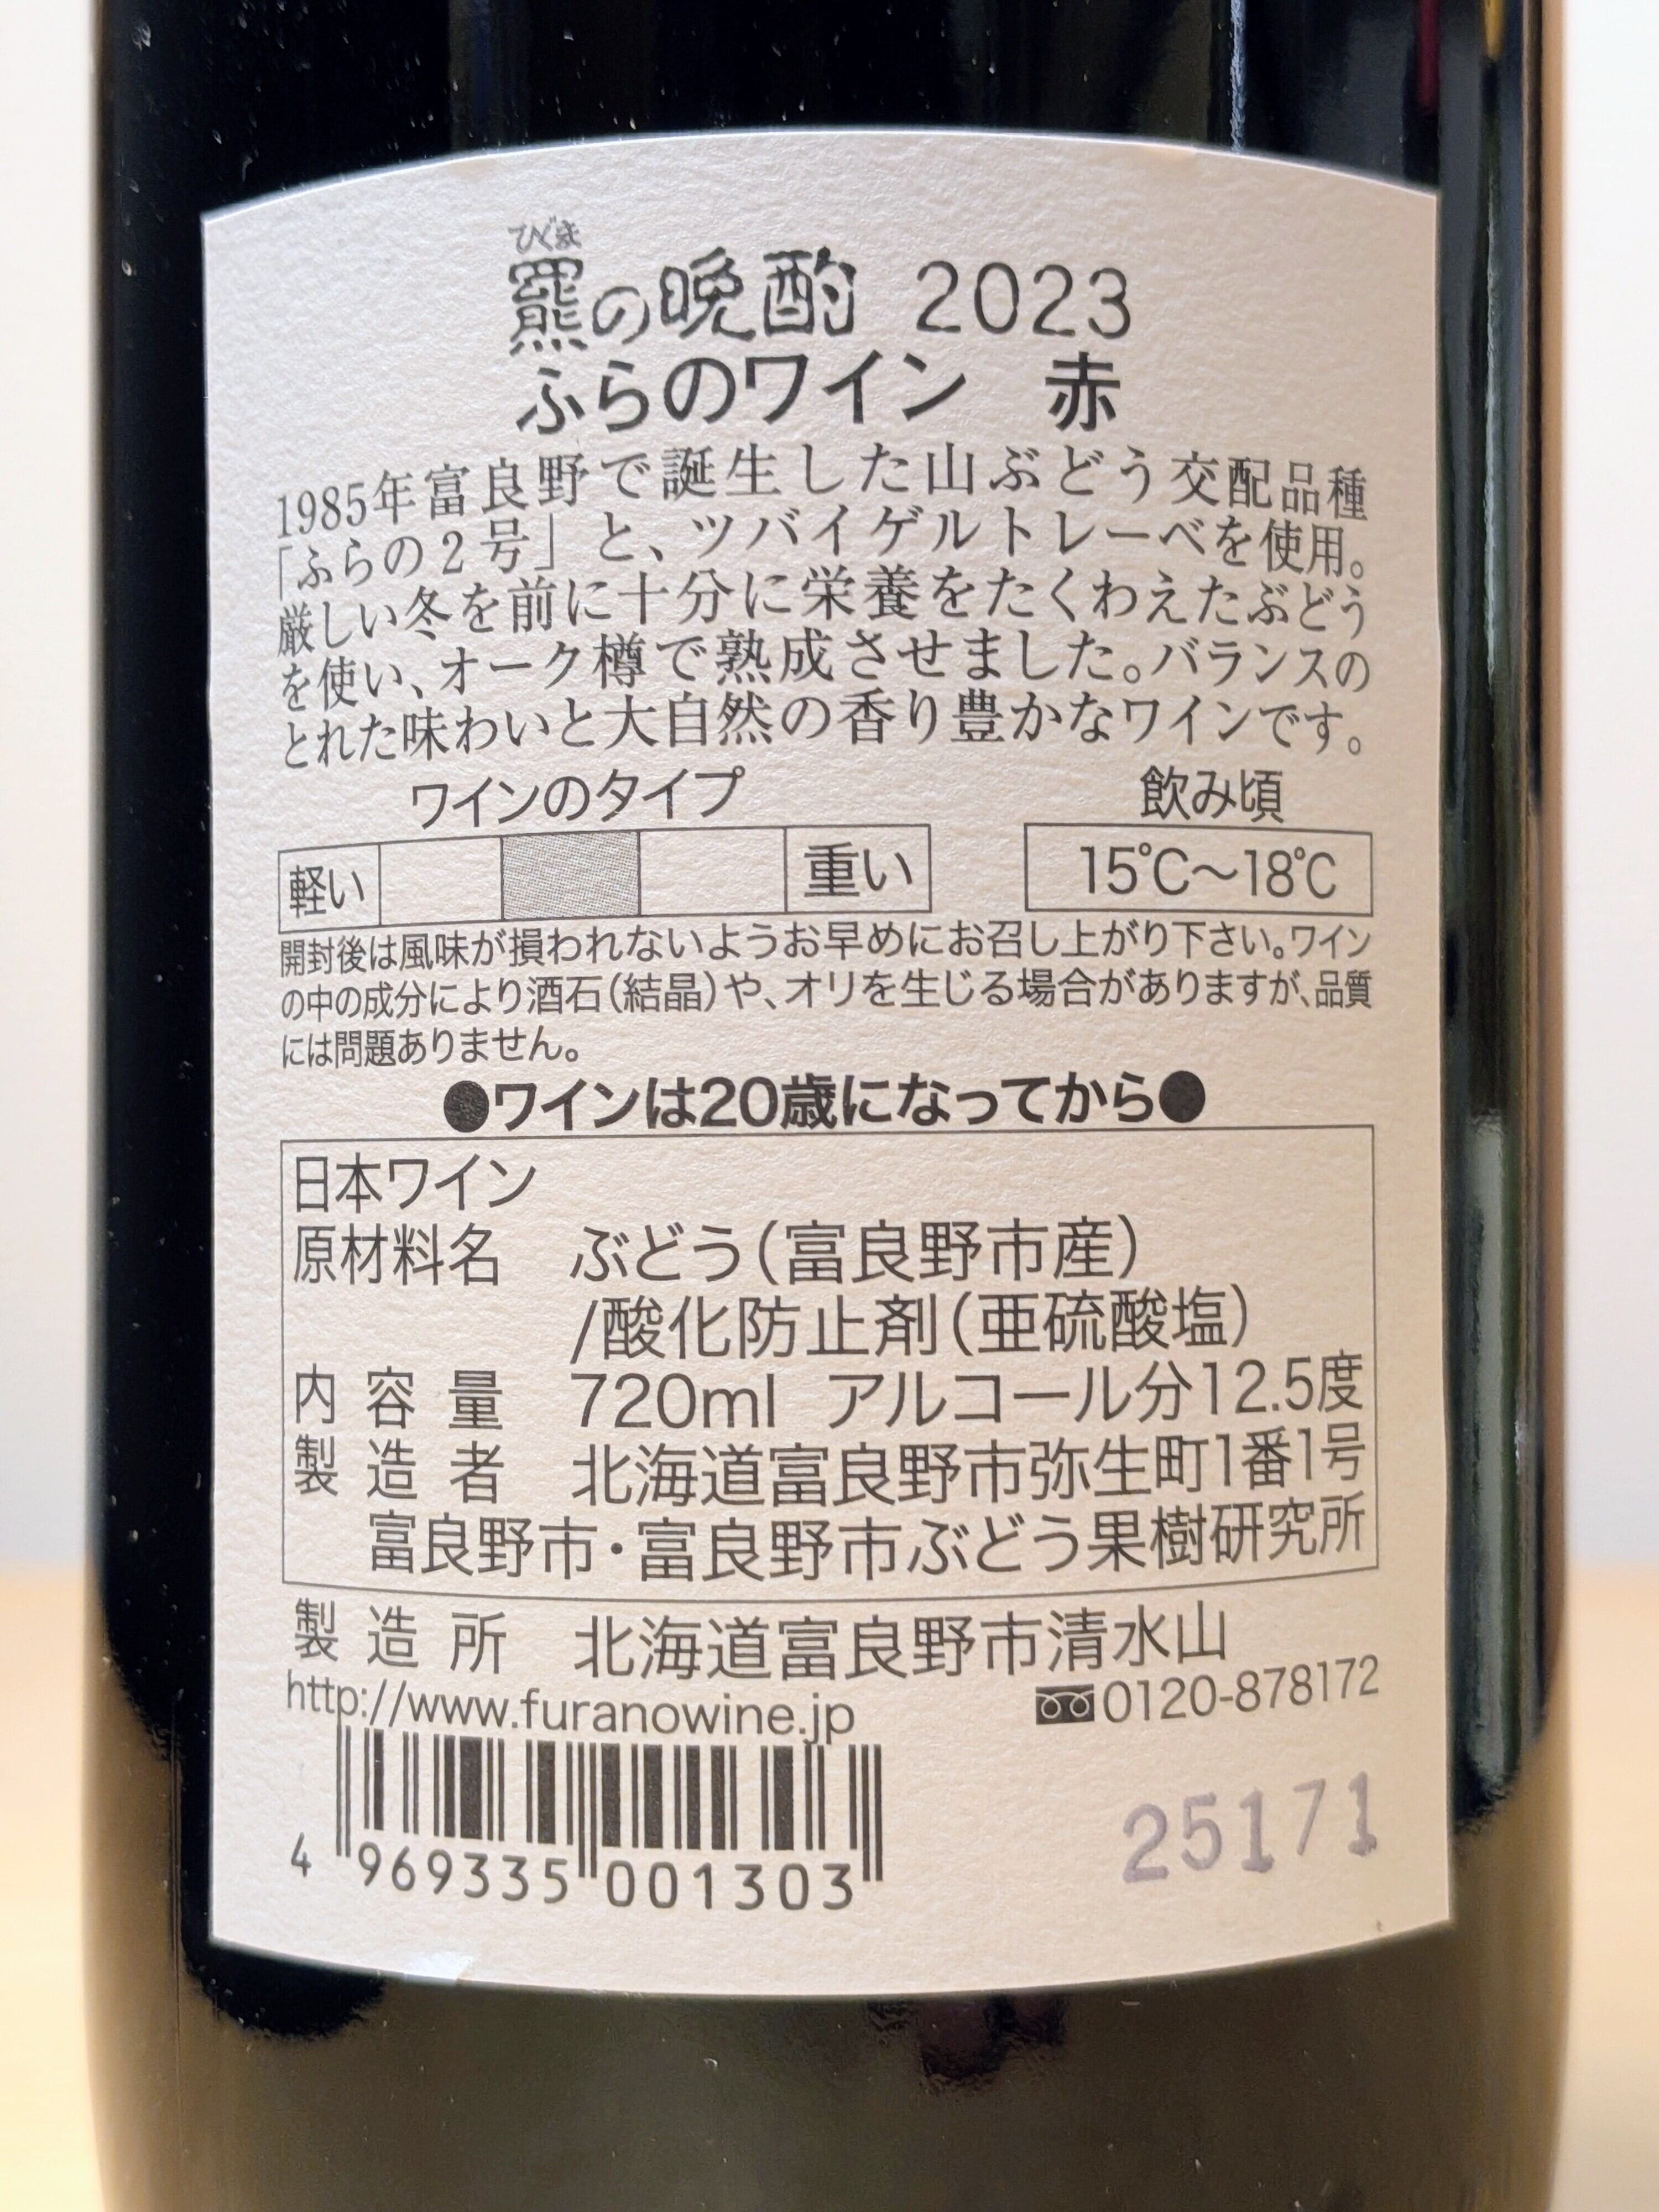 ひぐま
羆の晩酌 2023
ふらのワイン 赤
1985年富良野で誕生した山ぶどう交配品種
「ふらの2号」と、ツバイゲルトレーベを使用。
厳しい冬を前に十分に栄養をたくわえたぶどう
を使い、オーク樽で熟成させました。バランスの
とれた味わいと大自然の香り豊かなワインです。
ワインのタイプ 飲み頃
軽い 重い 15℃～18℃
開封後は風味が損われないようお早めにお召し上がり下さい。ワイン
の中の成分により酒石(結晶)や、オリを生じる場合がありますが、品質
には問題ありません。
●ワインは20歳になってから●
日本ワイン
原材料名 ぶどう(富良野市産)
/酸化防止剤(亜硫酸塩)
内容量 720ml アルコール分12.5度
製造者 北海道富良野市弥生町1番1号
富良野市・富良野市ぶどう果樹研究所
製造所 北海道富良野市清水山
http://www.furanowine.jp 0120-878172
25171
4 969335 001303